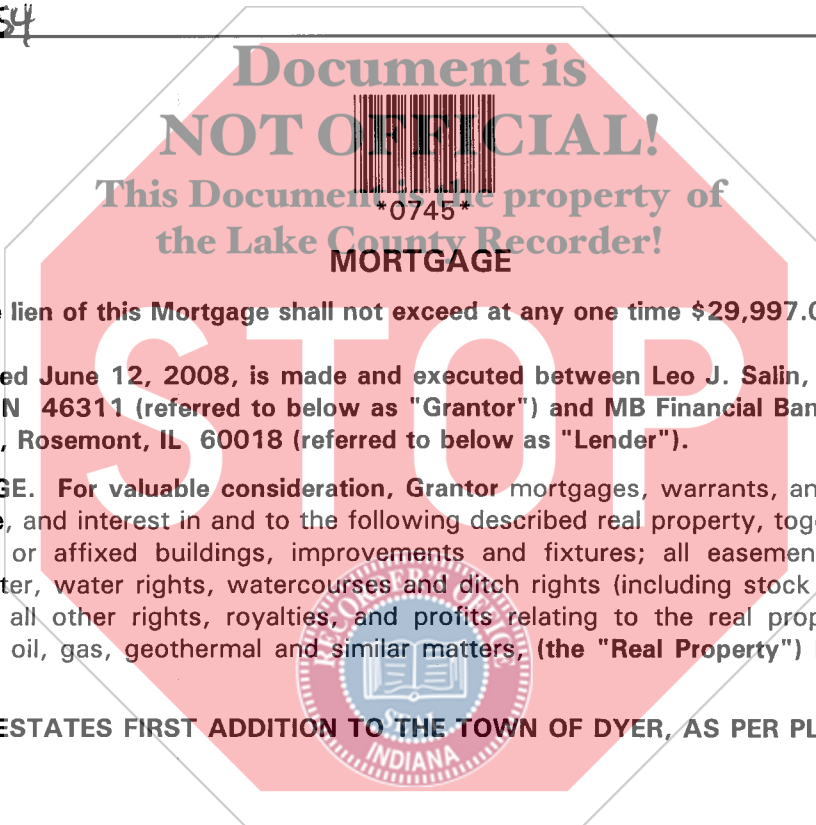 54
Document is
NOT OFFICIAL!
This Document is the property of
*0745*
the Lake County Recorder!
MORTGAGE
lien of this Mortgage shall not exceed at any one time $29,997.0
ed June 12, 2008, is made and executed between Leo J. Salin,
N 46311 (referred to below as "Grantor") and MB Financial Ban
, Rosemont, IL 60018 (referred to below as "Lender").
GE. For valuable consideration, Grantor mortgages, warrants, an
, and interest in and to the following described real property, tog
or affixed buildings, improvements and fixtures; all easemen
ter, water rights, watercourses and ditch rights (including stock
all other rights, royalties, and profits relating to the real prop
oil, gas, geothermal and similar matters, (the "Real Property")
ESTATES FIRST ADDITION TO THE TOWN OF DYER, AS PER PL
STOP
RECORDER'S OFFICE
SEAL
INDIANA